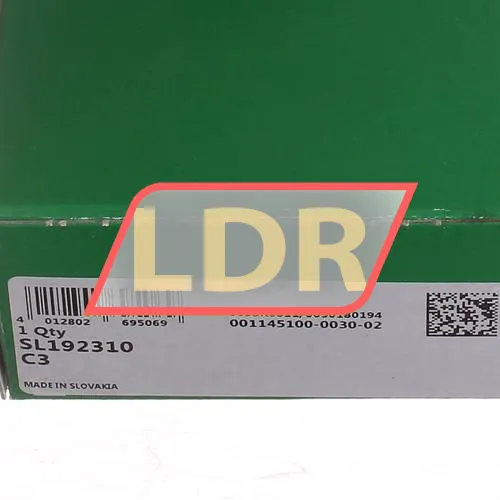 LDR
4 012802 695069
001145100-0030-02
1 Qty
SL192310
C3
MADE IN SLOVAKIA